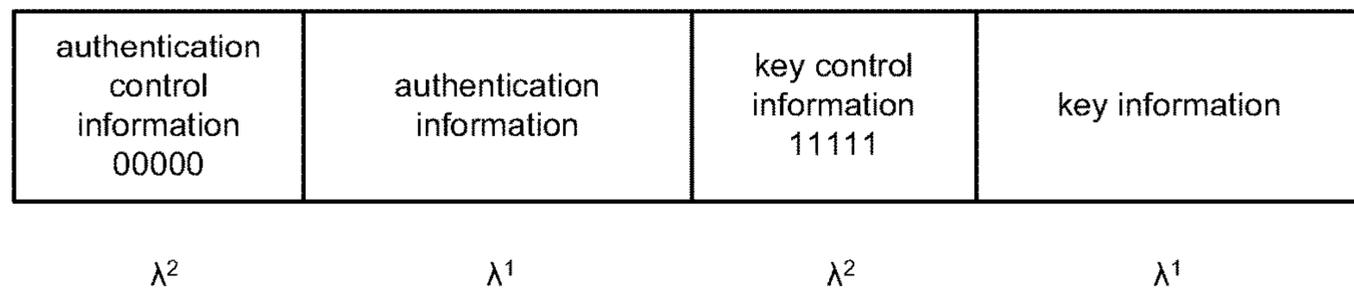 authentication
control
information
00000
authentication
information
key control
information
11111
key information
λ² λ¹ λ² λ¹